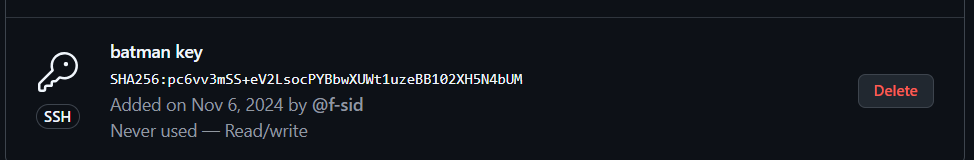 batman key
SHA256:pc6vv3mSS+eV2LsocPYBbwXUWt1uzeBB102XH5N4bUM
Added on Nov 6, 2024 by @f-sid
SSH
Never used — Read/write
Delete